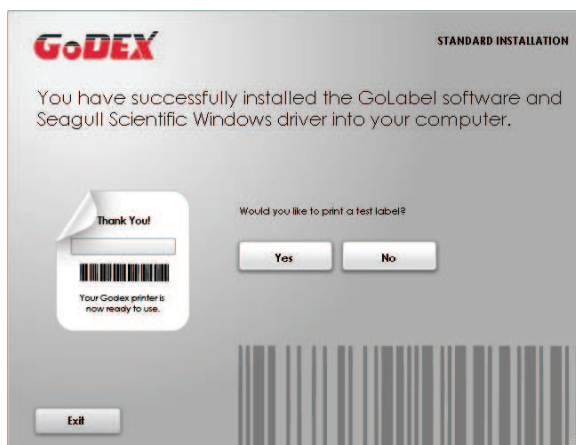 GoDEX
STANDARD INSTALLATION
You have successfully installed the GoLabel software and
Seagull Scientific Windows driver into your computer.
Thank You!
Your Godex printer is
now ready to use.
Would you like to print a test label?
Yes
No
Exit